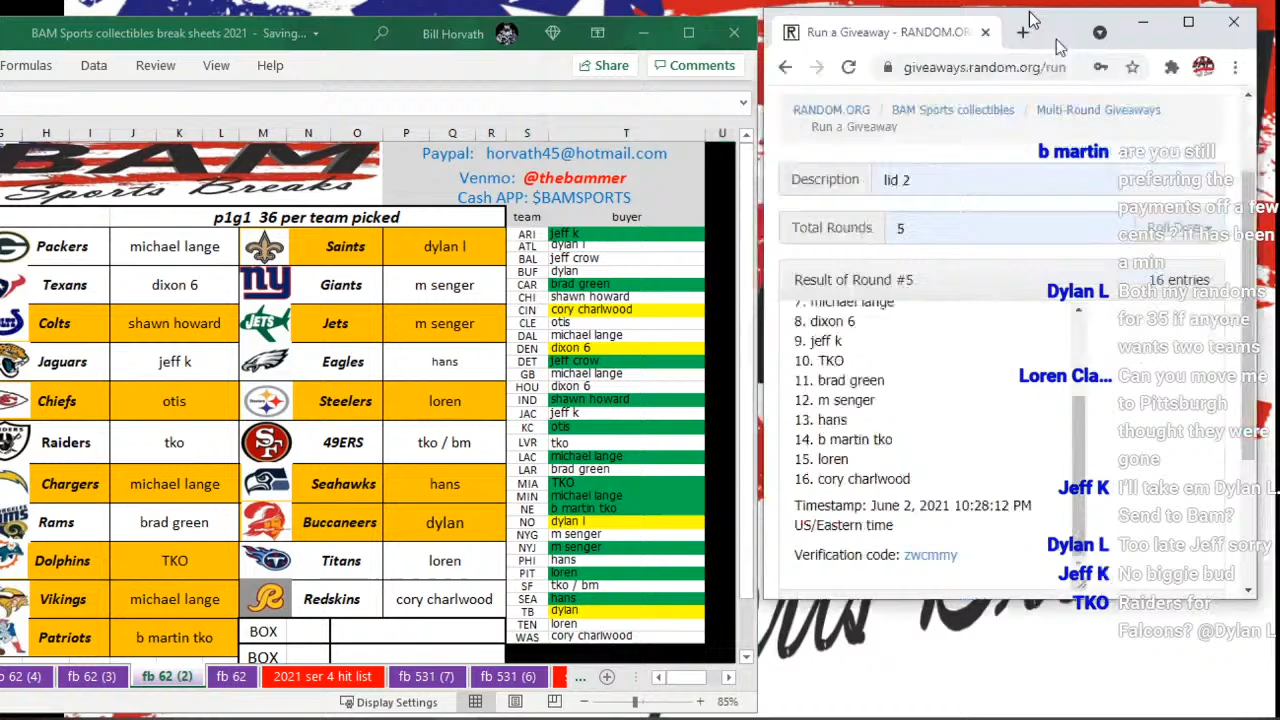 BAM Sports collectibles break sheets 2021 - Saving...
Bill Horvath
Formulas Data Review View Help Share Comments
G H I J K L M N O P Q R S T U
BAM
Sports Breaks
Paypal: horvath45@hotmail.com
Venmo: @thebammer
Cash APP: $BAMSPORTS
p1g1 36 per team picked
Packers michael lange Saints dylan l
Texans dixon 6 Giants m senger
Colts shawn howard JETS Jets m senger
Jaguars jeff k Eagles hans
Chiefs otis Steelers loren
Raiders tko 49ERS tko / bm
Chargers michael lange Seahawks hans
Rams brad green Buccaneers dylan
Dolphins TKO Titans loren
Vikings michael lange Redskins cory charlwood
Patriots b martin tko BOX
BOX
team buyer
ARI jeff k
ATL dylan l
BAL jeff crow
BUF dylan
CAR brad green
CHI shawn howard
CIN cory charlwood
CLE otis
DAL michael lange
DEN dixon 6
DET jeff crow
GB michael lange
HOU dixon 6
IND shawn howard
JAC jeff k
KC otis
LVR tko
LAC michael lange
LAR brad green
MIA TKO
MIN michael lange
NE b martin tko
NO dylan l
NYG m senger
NYJ m senger
PHI hans
PIT loren
SF tko / bm
SEA hans
TB dylan
TEN loren
WAS cory charlwood
fb 62 (4) fb 62 (3) fb 62 (2) fb 62 2021 ser 4 hit list fb 531 (7) fb 531 (6) ...
Display Settings 85%
Run a Giveaway - RANDOM.OR
giveaways.random.org/run
RANDOM.ORG / BAM Sports collectibles / Multi-Round Giveaways
Run a Giveaway
Description lid 2
Total Rounds 5
Result of Round #5 16 entries
7. michael lange
8. dixon 6
9. jeff k
10. TKO
11. brad green
12. m senger
13. hans
14. b martin tko
15. loren
16. cory charlwood
Timestamp: June 2, 2021 10:28:12 PM
US/Eastern time
Verification code: zwcmmy
b martin are you still
preferring the
payments off a few
cents ? it has been
a min
Dylan L Both my randoms
for 35 if anyone
wants two teams
Loren Cla... Can you move me
to Pittsburgh
thought they were
gone
Jeff K I'll take em Dylan L.
Send to Bam?
Dylan L Too late Jeff sorry
Jeff K No biggie bud
TKO Raiders for
Falcons? @Dylan L